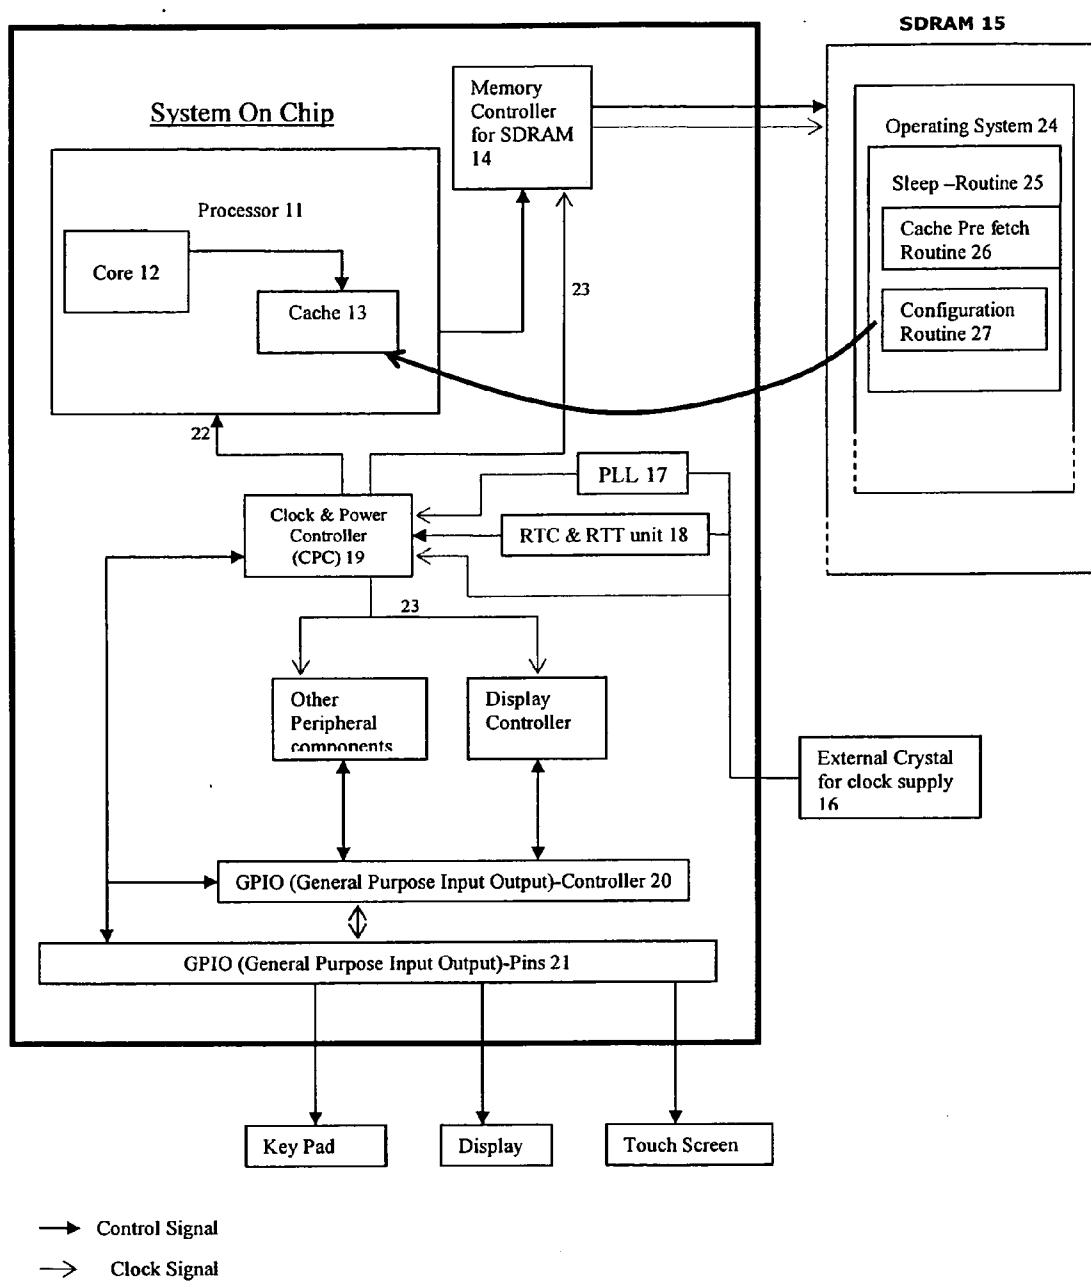 SDRAM 15
System On Chip
Memory
Controller
for SDRAM
14
Operating System 24
Sleep –Routine 25
Cache Pre fetch
Routine 26
Configuration
Routine 27
Processor 11
Core 12
Cache 13
23
22
PLL 17
Clock & Power
Controller
(CPC) 19
RTC & RTT unit 18
23
Other
Peripheral
components
Display
Controller
External Crystal
for clock supply
16
GPIO (General Purpose Input Output)-Controller 20
GPIO (General Purpose Input Output)-Pins 21
Key Pad
Display
Touch Screen
Control Signal
Clock Signal